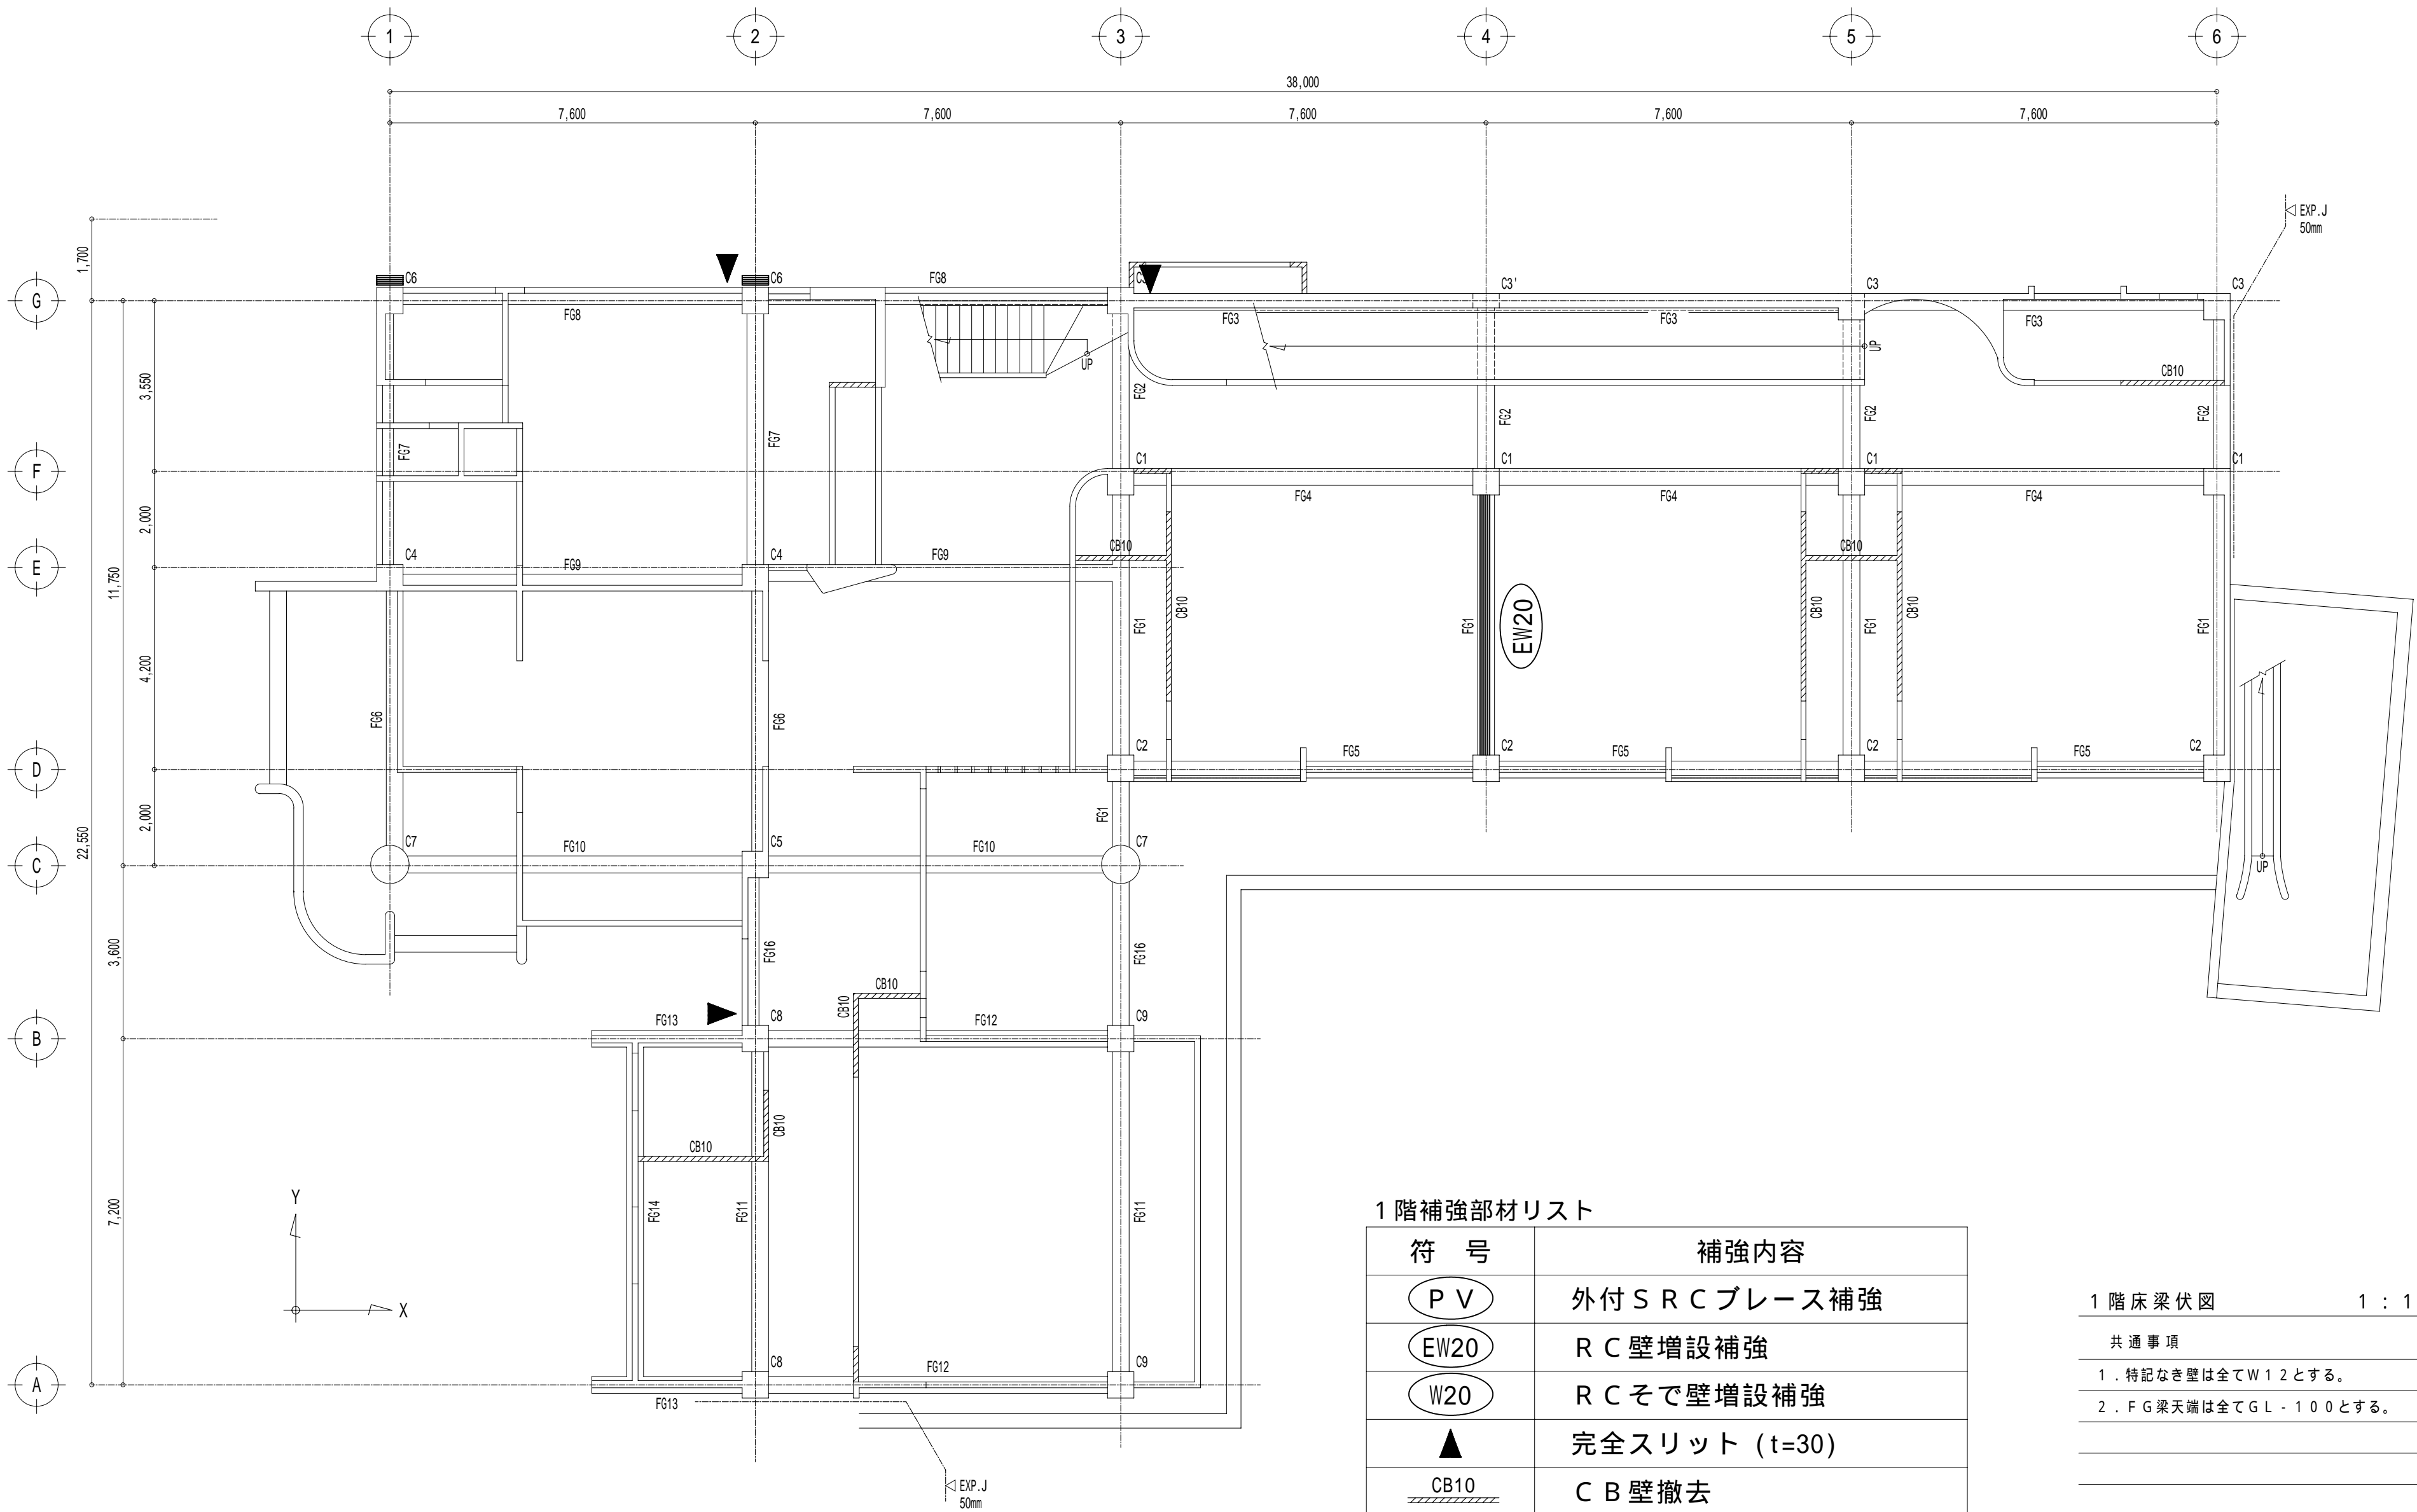 1 2 3 4 5 6
38,000
7,600 7,600 7,600 7,600 7,600
EXP.J
50mm
1,700
G
C6 C6 FG8 C3' C3 C3
FG8 FG3 FG3 FG3
UP UP
3,550
FG2 FG2 FG2 FG2
CB10
FG7 FG7
F
C1 C1 C1 C1
FG4 FG4 FG4
2,000
E
C4 FG9 C4 FG9
CB10 CB10
11,750
CB10 CB10 CB10
FG1 FG1 EW20 FG1 FG1
4,200
FG6 FG6
D
C2 FG5 C2 FG5 C2 FG5 C2
2,000
FG1
22,550
C
C7 FG10 C5 FG10 C7
UP
3,600
FG16 FG16
CB10 CB10
B
FG13 C8 FG12 C9
CB10
CB10
7,200
FG14 FG11 FG11
Y
X
A
C8 FG12 C9
FG13
EXP.J
50mm
1階補強部材リスト
符 号 補強内容
PV 外付SRCブレース補強
EW20 RC壁増設補強
W20 RCそで壁増設補強
▲ 完全スリット (t=30)
CB10 CB壁撤去
1階床梁伏図 1：1
共通事項
1．特記なき壁は全てW12とする。
2．FG梁天端は全てGL-100とする。